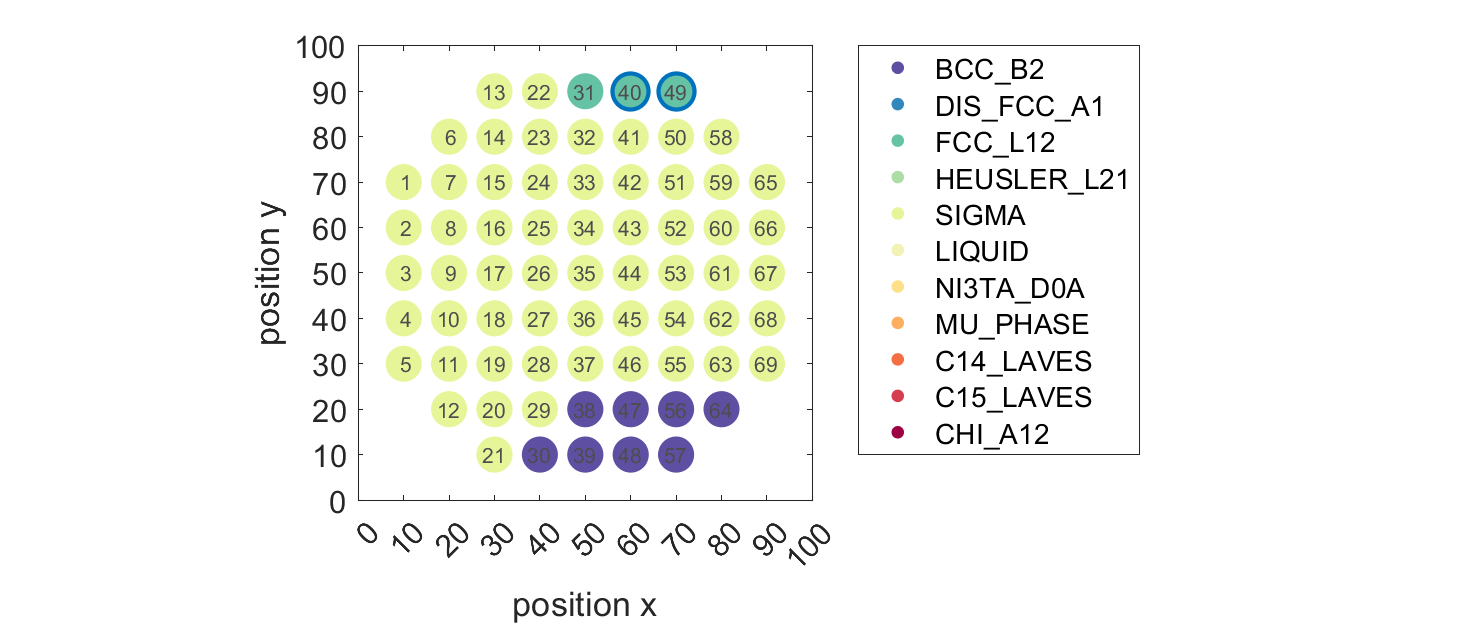 100
90
80
70
60
50
40
30
20
10
0
position y
13 22 31 40 49
6 14 23 32 41 50 58
1 7 15 24 33 42 51 59 65
2 8 16 25 34 43 52 60 66
3 9 17 26 35 44 53 61 67
4 10 18 27 36 45 54 62 68
5 11 19 28 37 46 55 63 69
12 20 29 38 47 56 64
21 30 39 48 57
0 10 20 30 40 50 60 70 80 90 100
position x
BCC_B2
DIS_FCC_A1
FCC_L12
HEUSLER_L21
SIGMA
LIQUID
NI3TA_D0A
MU_PHASE
C14_LAVES
C15_LAVES
CHI_A12